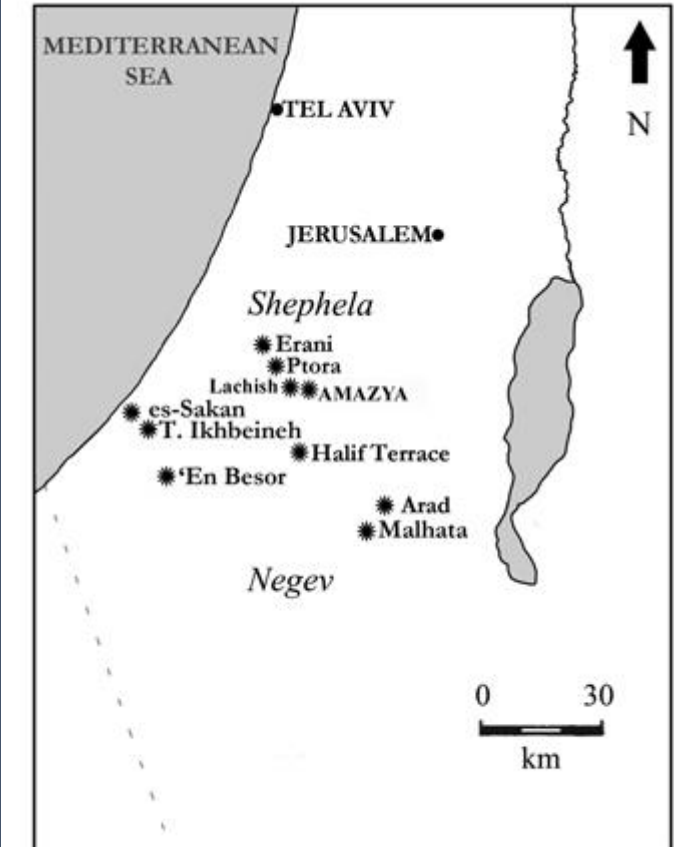 MEDITERRANEAN
SEA
TEL AVIV
N
JERUSALEM
Shephela
Erani
Ptora
Lachish
AMAZYA
es-Sakan
T. Ikhbeineh
Halif Terrace
‘En Besor
Arad
Malhata
Negev
0 30
km